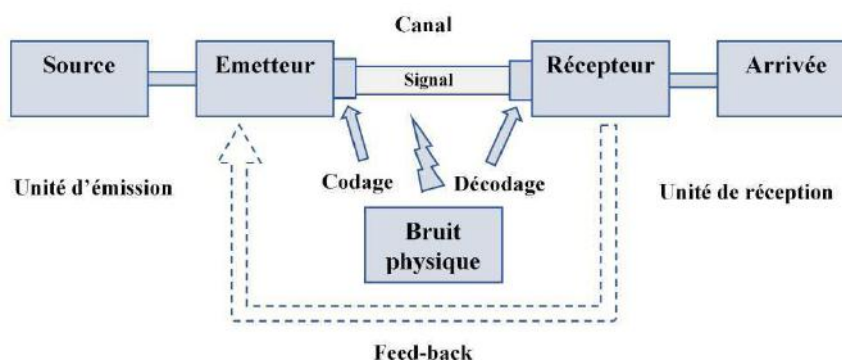 Canal
Source
Emetteur
Signal
Récepteur
Arrivée
Codage
Décodage
Unité d'émission
Unité de réception
Bruit
physique
Feed-back